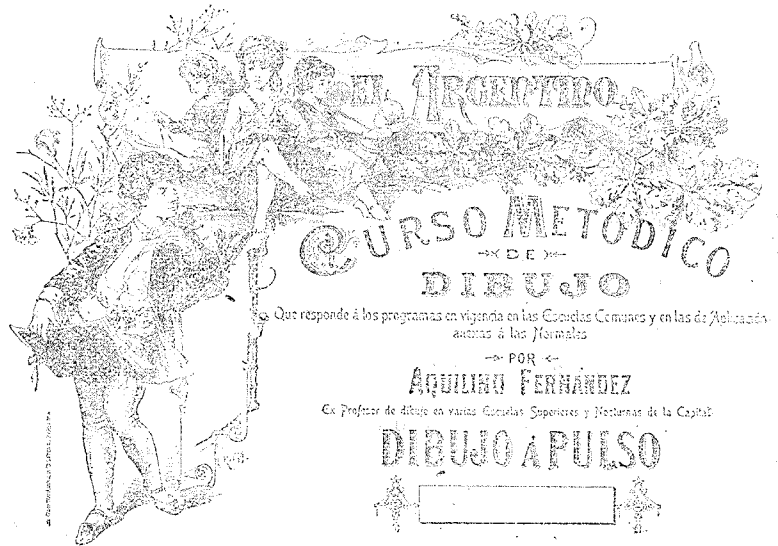 EL ARGENTINO
CURSO METODICO
DE
DIBUJO
Que responde á los programas en vigencia en las Escuelas Comunes y en las de Aplicación
anexas á las Normales
POR
AQUILINO FERNÁNDEZ
Ex Profesor de dibujo en varias Escuelas Superiores y Nocturnas de la Capital
DIBUJO Á PULSO